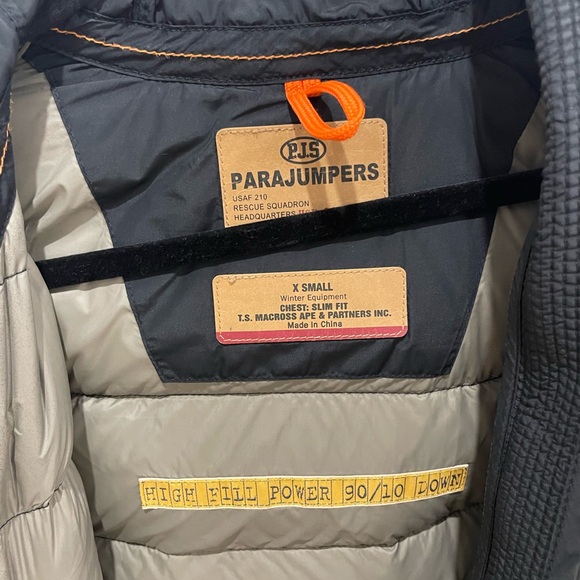 P.J.S
PARAJUMPERS
USAF 210
RESCUE SQUADRON
HEADQUARTERS
X SMALL
Winter Equipment
CHEST: SLIM FIT
T.S. MACROSS APE & PARTNERS INC.
Made in China
HIGH FILL POWER 90/10 DOWN